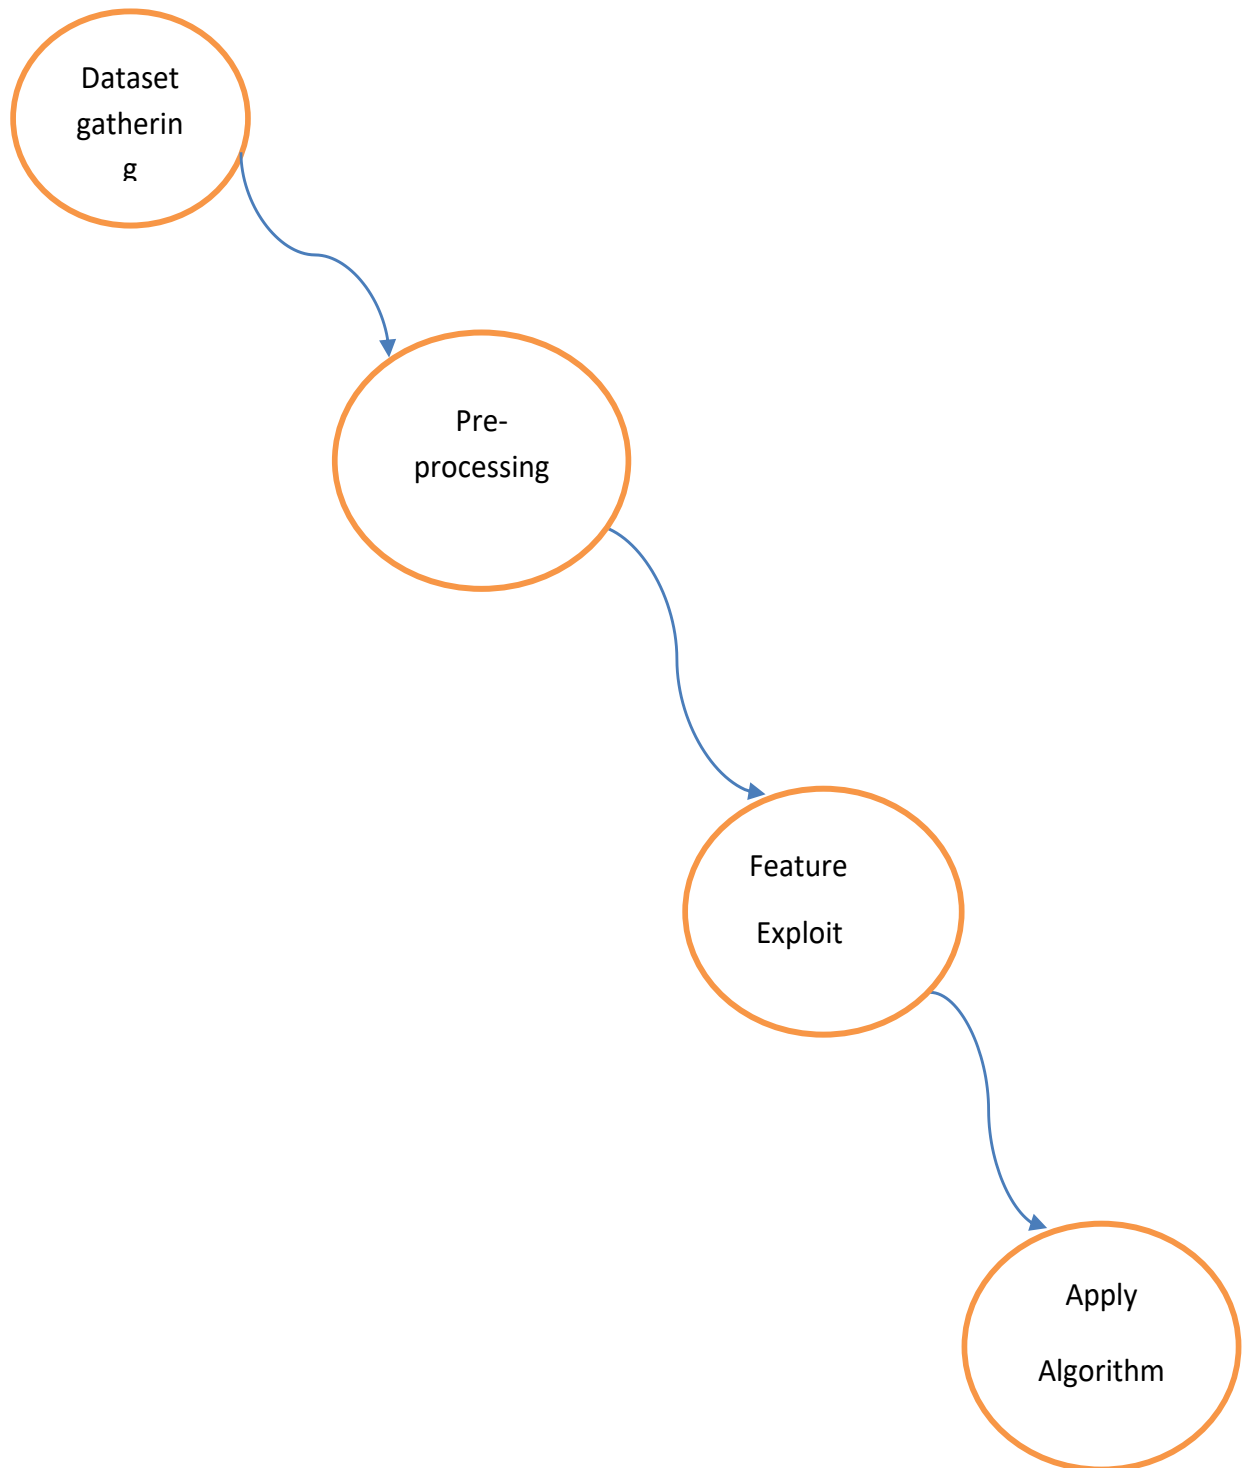 Dataset
gatherin
g
Pre-
processing
Feature
Exploit
Apply
Algorithm